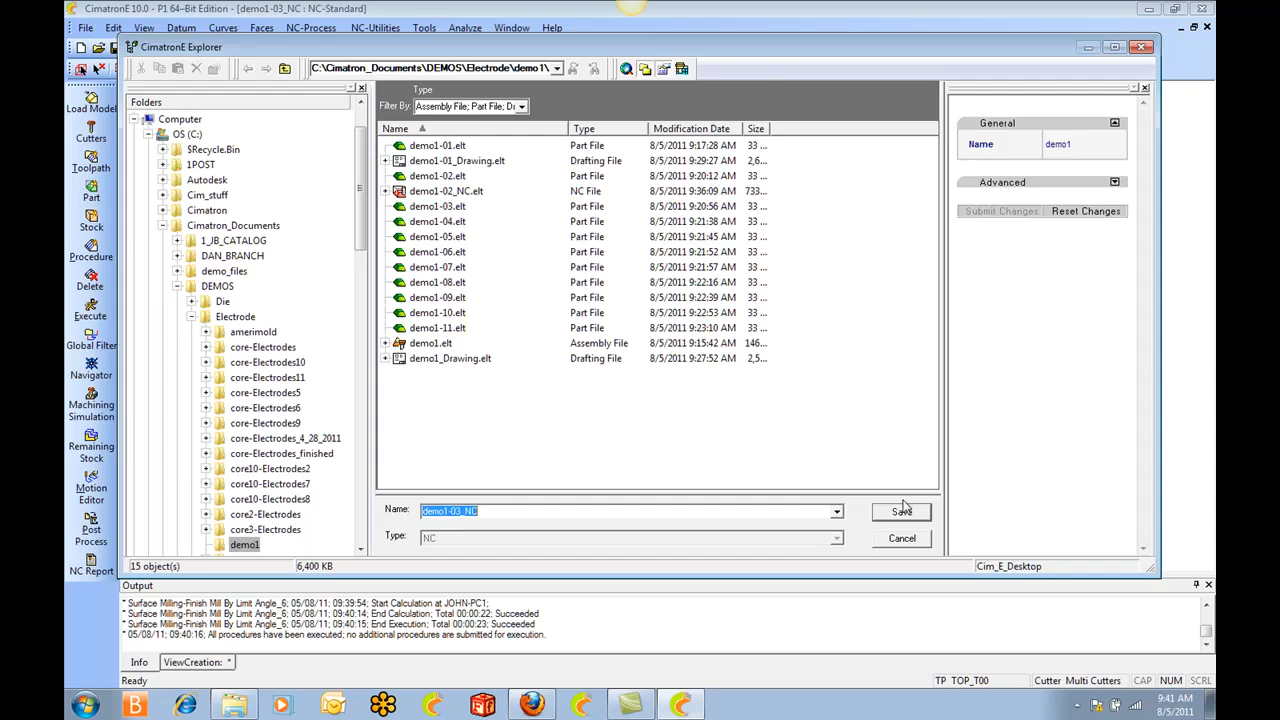 CimatronE 10.0 - P1 64-Bit Edition - [demo1-03_NC : NC-Standard]
File Edit View Datum Curves Faces NC-Process NC-Utilities Tools Analyze Window Help
CimatronE Explorer
C:\Cimatron_Documents\DEMOS\Electrode\demo1\
Load Model
Cutters
Toolpath
Part
Stock
Procedure
Delete
Execute
Global Filter
Navigator
Machining
Simulation
Remaining
Stock
Motion
Editor
Post
Process
NC Report
Folders
Computer
OS (C:)
$Recycle.Bin
1POST
Autodesk
Cim_stuff
Cimatron
Cimatron_Documents
1_JB_CATALOG
DAN_BRANCH
demo_files
DEMOS
Die
Electrode
amerimold
core-Electrodes
core-Electrodes10
core-Electrodes11
core-Electrodes5
core-Electrodes6
core-Electrodes9
core-Electrodes_4_28_2011
core-Electrodes_finished
core10-Electrodes2
core10-Electrodes7
core10-Electrodes8
core2-Electrodes
core3-Electrodes
demo1
Type
Filter By: Assembly File; Part File; Dr
Name Type Modification Date Size
demo1-01.elt Part File 8/5/2011 9:17:28 AM 33 ...
demo1-01_Drawing.elt Drafting File 8/5/2011 9:29:27 AM 2,6...
demo1-02.elt Part File 8/5/2011 9:20:12 AM 33 ...
demo1-02_NC.elt NC File 8/5/2011 9:36:09 AM 733...
demo1-03.elt Part File 8/5/2011 9:20:56 AM 33 ...
demo1-04.elt Part File 8/5/2011 9:21:38 AM 33 ...
demo1-05.elt Part File 8/5/2011 9:21:45 AM 33 ...
demo1-06.elt Part File 8/5/2011 9:21:52 AM 33 ...
demo1-07.elt Part File 8/5/2011 9:21:57 AM 33 ...
demo1-08.elt Part File 8/5/2011 9:22:16 AM 33 ...
demo1-09.elt Part File 8/5/2011 9:22:39 AM 33 ...
demo1-10.elt Part File 8/5/2011 9:22:53 AM 33 ...
demo1-11.elt Part File 8/5/2011 9:23:10 AM 33 ...
demo1.elt Assembly File 8/5/2011 9:15:42 AM 146...
demo1_Drawing.elt Drafting File 8/5/2011 9:27:52 AM 2,5...
General
Name demo1
Advanced
Submit Changes Reset Changes
Name: demo1-03_NC Save
Type: NC Cancel
15 object(s) 6,400 KB Cim_E_Desktop
Output
* Surface Milling-Finish Mill By Limit Angle_6; 05/08/11; 09:39:54; Start Calculation at JOHN-PC1;
* Surface Milling-Finish Mill By Limit Angle_6; 05/08/11; 09:40:14; End Calculation; Total 00:00:22; Succeeded
* Surface Milling-Finish Mill By Limit Angle_6; 05/08/11; 09:40:15; End Execution; Total 00:00:23; Succeeded
* 05/08/11; 09:40:16; All procedures have been executed; no additional procedures are submitted for execution.
Info ViewCreation: *
Ready TP TOP_T00 Cutter Multi Cutters CAP NUM SCRL
9:41 AM
8/5/2011